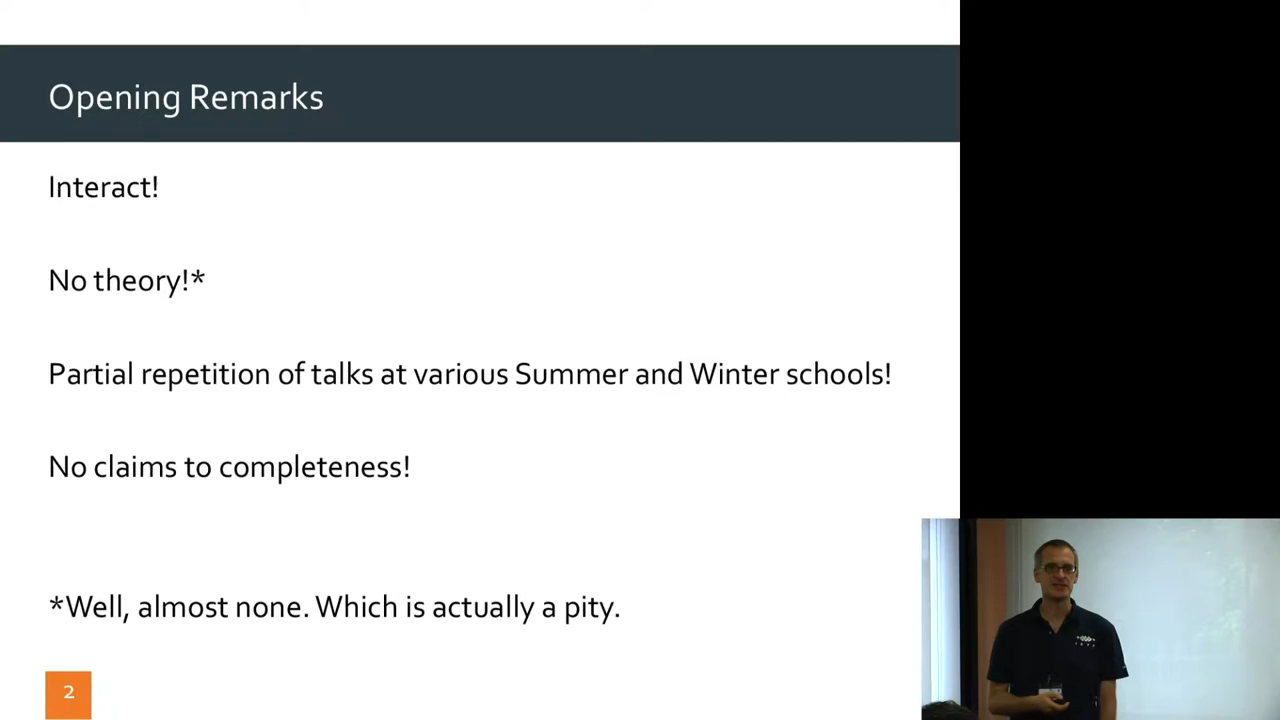 Opening Remarks
Interact!
No theory!*
Partial repetition of talks at various Summer and Winter schools!
No claims to completeness!
*Well, almost none. Which is actually a pity.
2